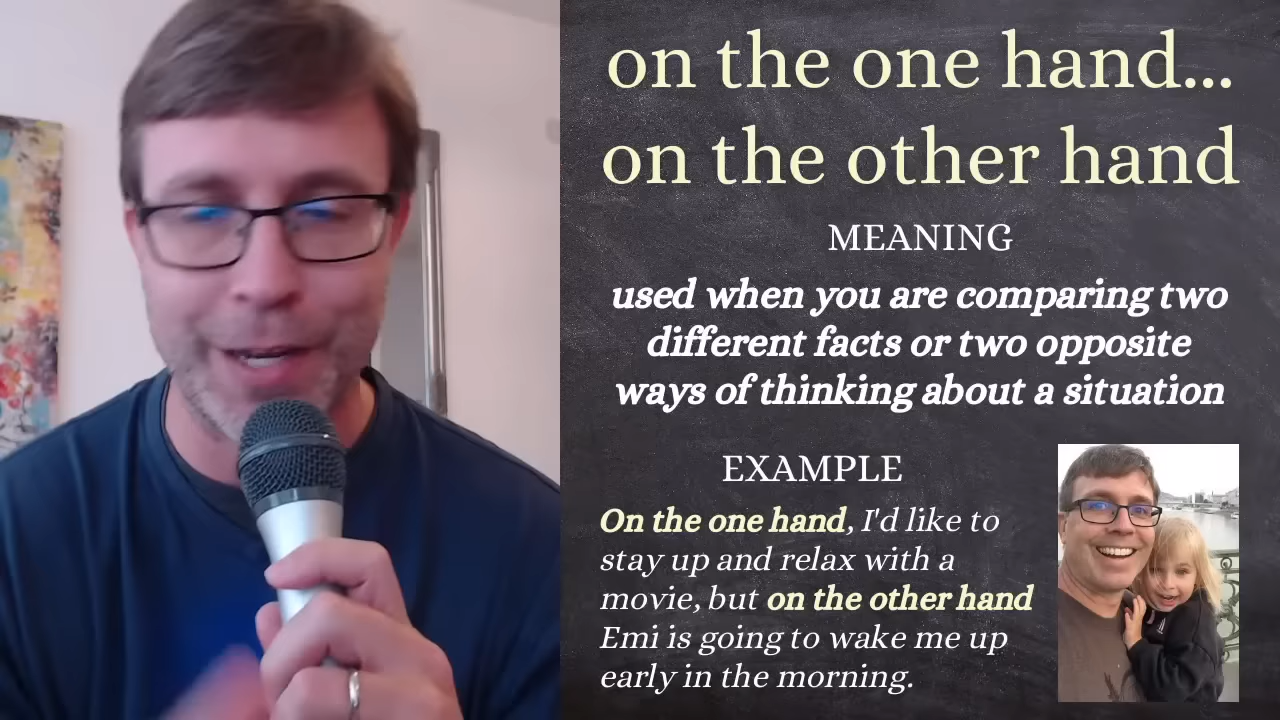 on the one hand...
on the other hand
MEANING
used when you are comparing two
different facts or two opposite
ways of thinking about a situation
EXAMPLE
On the one hand, I'd like to
stay up and relax with a
movie, but on the other hand
Emi is going to wake me up
early in the morning.